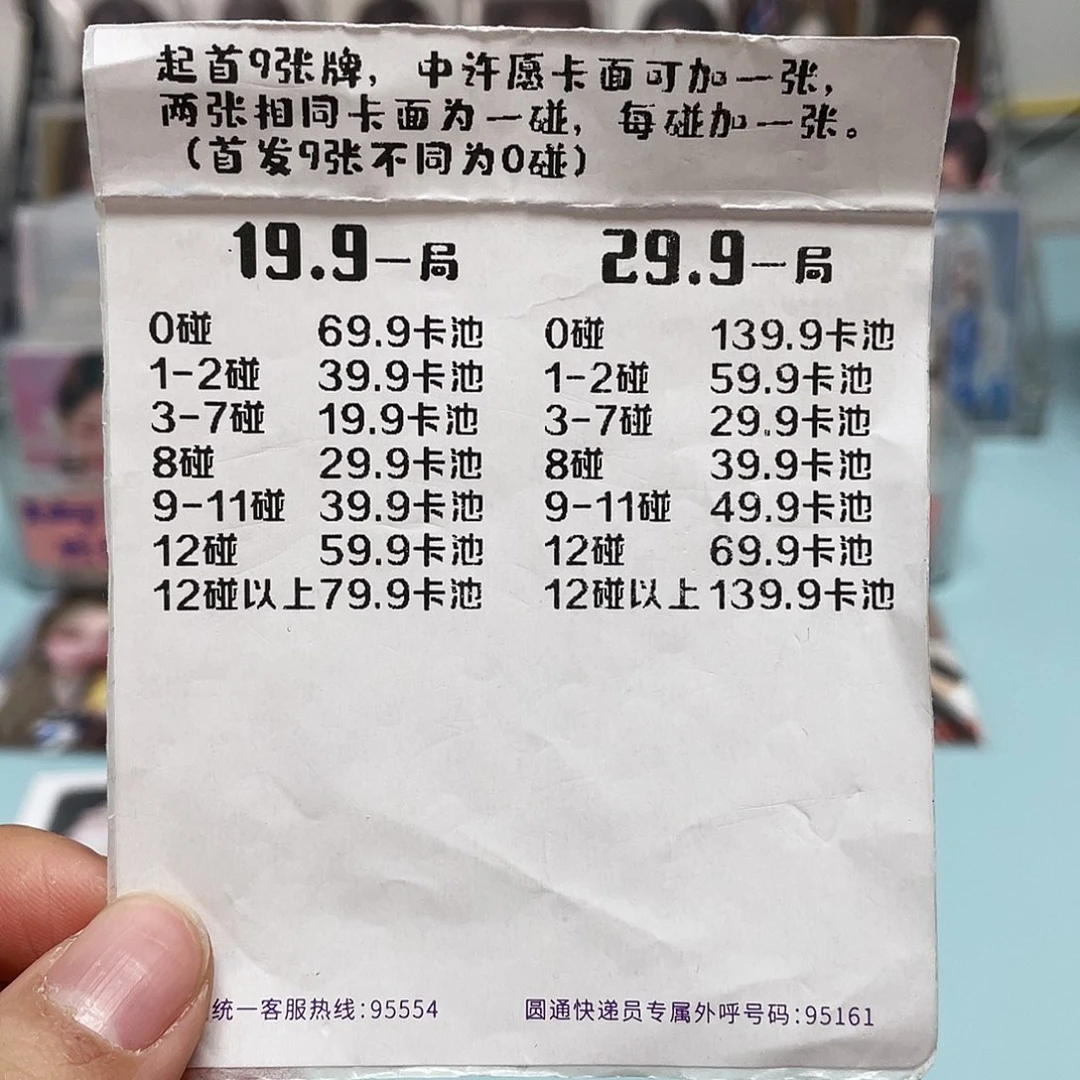 起首9张牌，中许愿卡面可加一张，
两张相同卡面为一碰，每碰加一张。
（首发9张不同为0碰）
19.9一局
0碰 69.9卡池
1-2碰 39.9卡池
3-7碰 19.9卡池
8碰 29.9卡池
9-11碰 39.9卡池
12碰 59.9卡池
12碰以上79.9卡池
29.9一局
0碰 139.9卡池
1-2碰 59.9卡池
3-7碰 29.9卡池
8碰 39.9卡池
9-11碰 49.9卡池
12碰 69.9卡池
12碰以上139.9卡池
统一客服热线:95554
圆通快递员专属外呼号码:95161